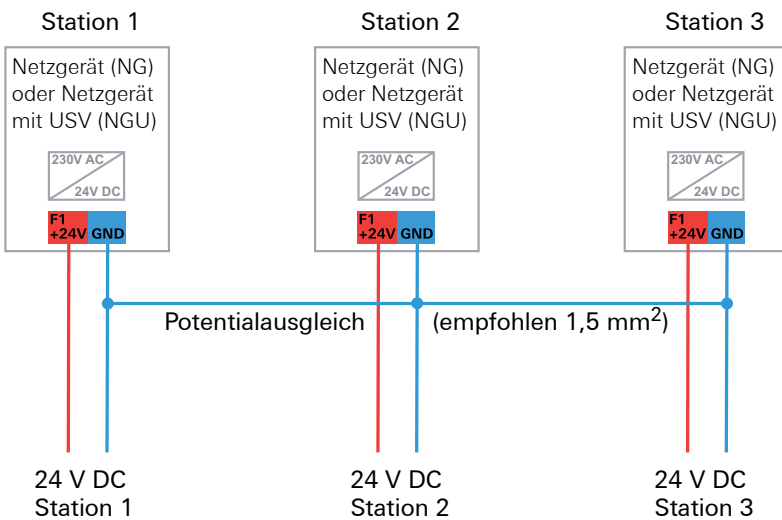 Station 1
Netzgerät (NG)
oder Netzgerät
mit USV (NGU)
230V AC
24V DC
F1
+24V GND
Station 2
Netzgerät (NG)
oder Netzgerät
mit USV (NGU)
230V AC
24V DC
F1
+24V GND
Station 3
Netzgerät (NG)
oder Netzgerät
mit USV (NGU)
230V AC
24V DC
F1
+24V GND
Potentialausgleich (empfohlen 1,5 mm²)
24 V DC
Station 1
24 V DC
Station 2
24 V DC
Station 3